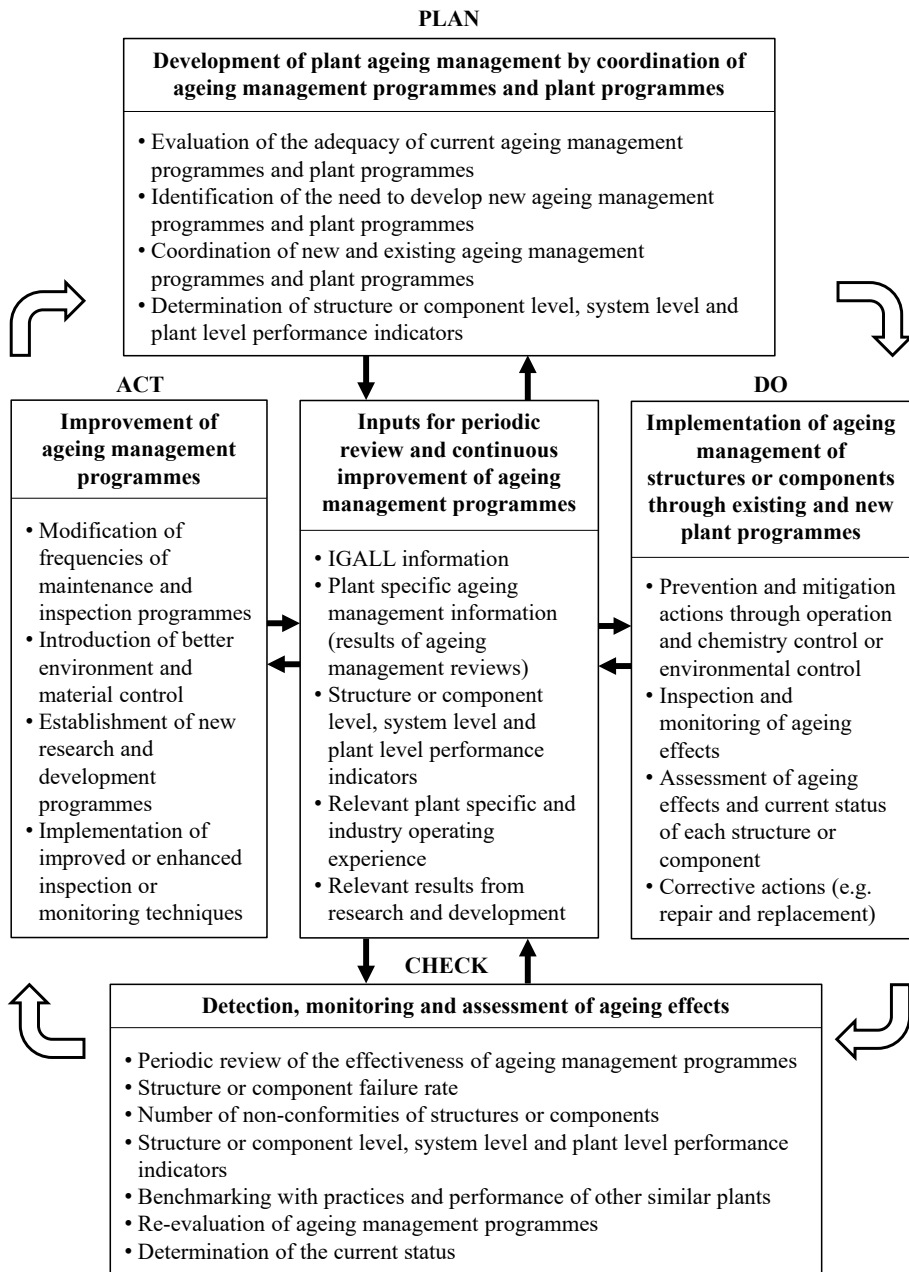 PLAN
Development of plant ageing management by coordination of
ageing management programmes and plant programmes
• Evaluation of the adequacy of current ageing management
programmes and plant programmes
• Identification of the need to develop new ageing management
programmes and plant programmes
• Coordination of new and existing ageing management
programmes and plant programmes
• Determination of structure or component level, system level and
plant level performance indicators
ACT
Improvement of
ageing management
programmes
• Modification of
frequencies of
maintenance and
inspection programmes
• Introduction of better
environment and
material control
• Establishment of new
research and
development
programmes
• Implementation of
improved or enhanced
inspection or
monitoring techniques
Inputs for periodic
review and continuous
improvement of ageing
management programmes
• IGALL information
• Plant specific ageing
management information
(results of ageing
management reviews)
• Structure or component
level, system level and
plant level performance
indicators
• Relevant plant specific and
industry operating
experience
• Relevant results from
research and development
DO
Implementation of ageing
management of
structures or components
through existing and new
plant programmes
• Prevention and mitigation
actions through operation
and chemistry control or
environmental control
• Inspection and
monitoring of ageing
effects
• Assessment of ageing
effects and current status
of each structure or
component
• Corrective actions (e.g.
repair and replacement)
CHECK
Detection, monitoring and assessment of ageing effects
• Periodic review of the effectiveness of ageing management programmes
• Structure or component failure rate
• Number of non-conformities of structures or components
• Structure or component level, system level and plant level performance
indicators
• Benchmarking with practices and performance of other similar plants
• Re-evaluation of ageing management programmes
• Determination of the current status